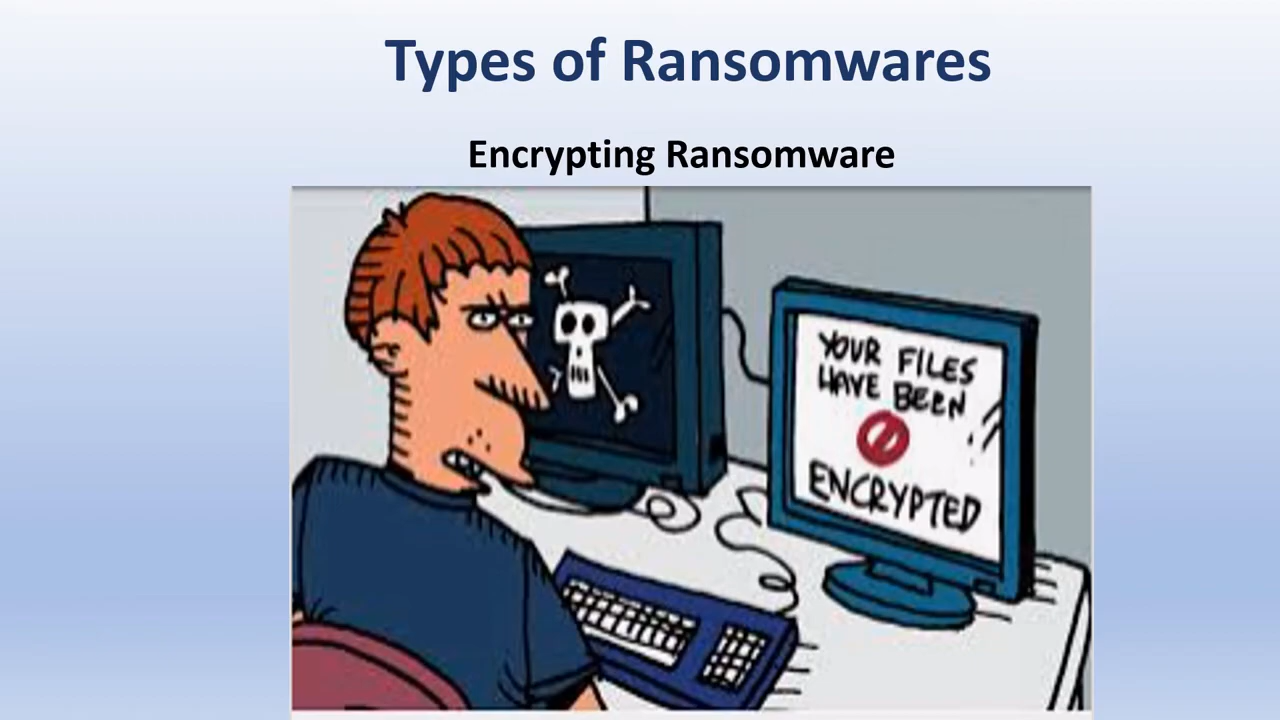 Types of Ransomwares
Encrypting Ransomware
YOUR FILES
HAVE BEEN
ENCRYPTED